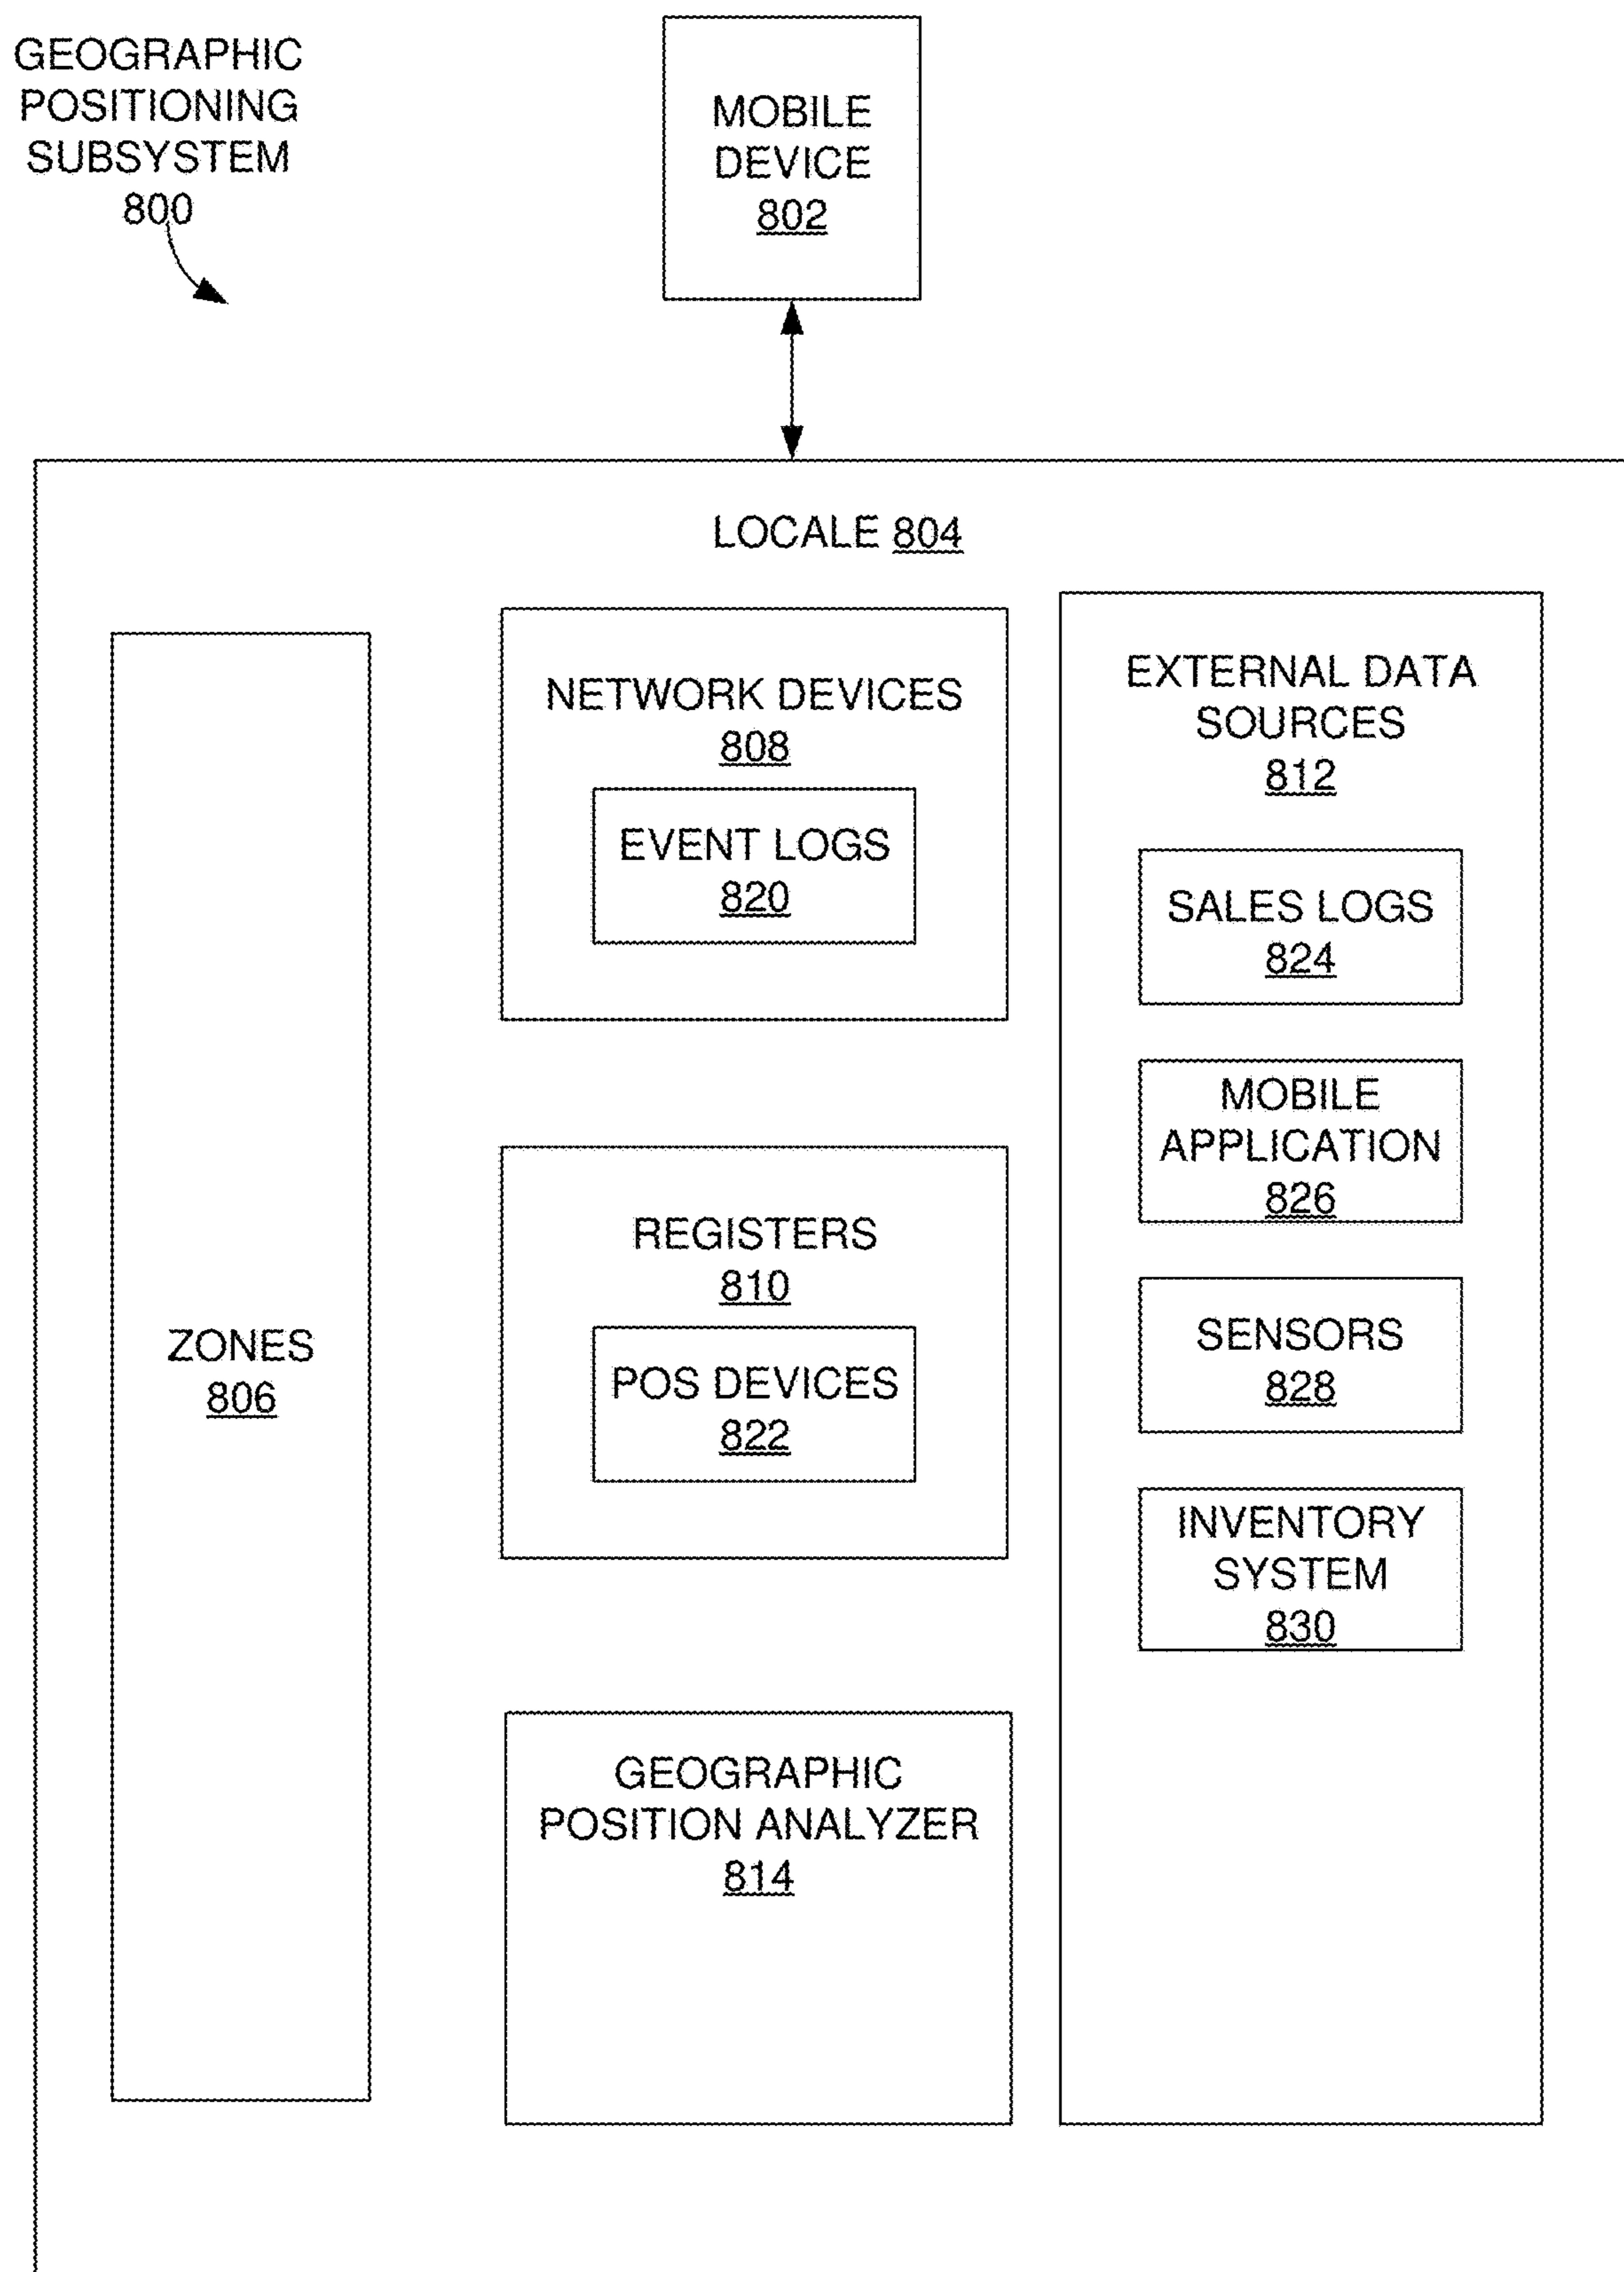 GEOGRAPHIC
POSITIONING
SUBSYSTEM
800
MOBILE
DEVICE
802
LOCALE 804
ZONES
806
NETWORK DEVICES
808
EVENT LOGS
820
REGISTERS
810
POS DEVICES
822
GEOGRAPHIC
POSITION ANALYZER
814
EXTERNAL DATA
SOURCES
812
SALES LOGS
824
MOBILE
APPLICATION
826
SENSORS
828
INVENTORY
SYSTEM
830